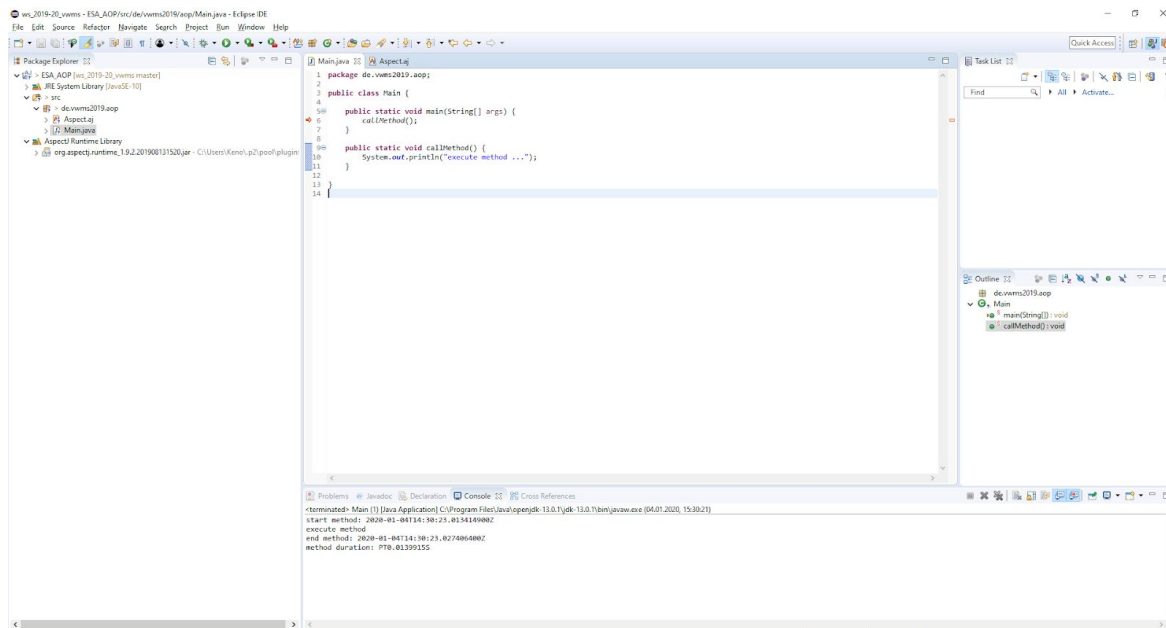 ws_2019-20_vwms - ESA_AOP/src/de/vwms2019/aop/Main.java - Eclipse IDE
File Edit Source Refactor Navigate Search Project Run Window Help
Quick Access
Package Explorer
ESA_AOP [ws_2019-20_vwms master]
JRE System Library [JavaSE-10]
> src
> de.vwms2019.aop
> Aspect.aj
> Main.java
AspectJ Runtime Library
> org.aspectj.runtime_1.9.2.201908131520.jar - C:\Users\Keno\.p2\pool\plugin
Main.java Aspect.aj
1 package de.vwms2019.aop;
2
3 public class Main {
4
5 public static void main(String[] args) {
6 callMethod();
7 }
8
9 public static void callMethod() {
10 System.out.println("execute method ...");
11 }
12
13 }
14
Task List
Find All Activate...
Outline
de.vwms2019.aop
Main
main(String[]) : void
callMethod() : void
Problems Javadoc Declaration Console Cross References
<terminated> Main (1) [Java Application] C:\Program Files\Java\openjdk-13.0.1\jdk-13.0.1\bin\javaw.exe (04.01.2020, 15:30:21)
start method: 2020-01-04T14:30:23.013414900Z
execute method
end method: 2020-01-04T14:30:23.027406400Z
method duration: PT0.0139915S